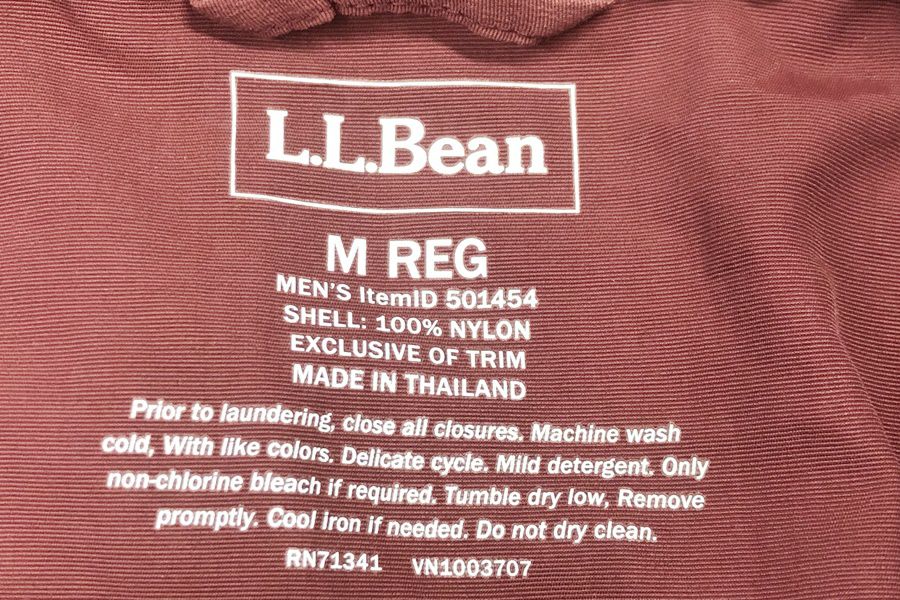 L.L.Bean
M REG
MEN'S ItemID 501454
SHELL: 100% NYLON
EXCLUSIVE OF TRIM
MADE IN THAILAND
Prior to laundering, close all closures. Machine wash
cold, With like colors. Delicate cycle. Mild detergent. Only
non-chlorine bleach if required. Tumble dry low, Remove
promptly. Cool iron if needed. Do not dry clean.
RN71341 VN1003707